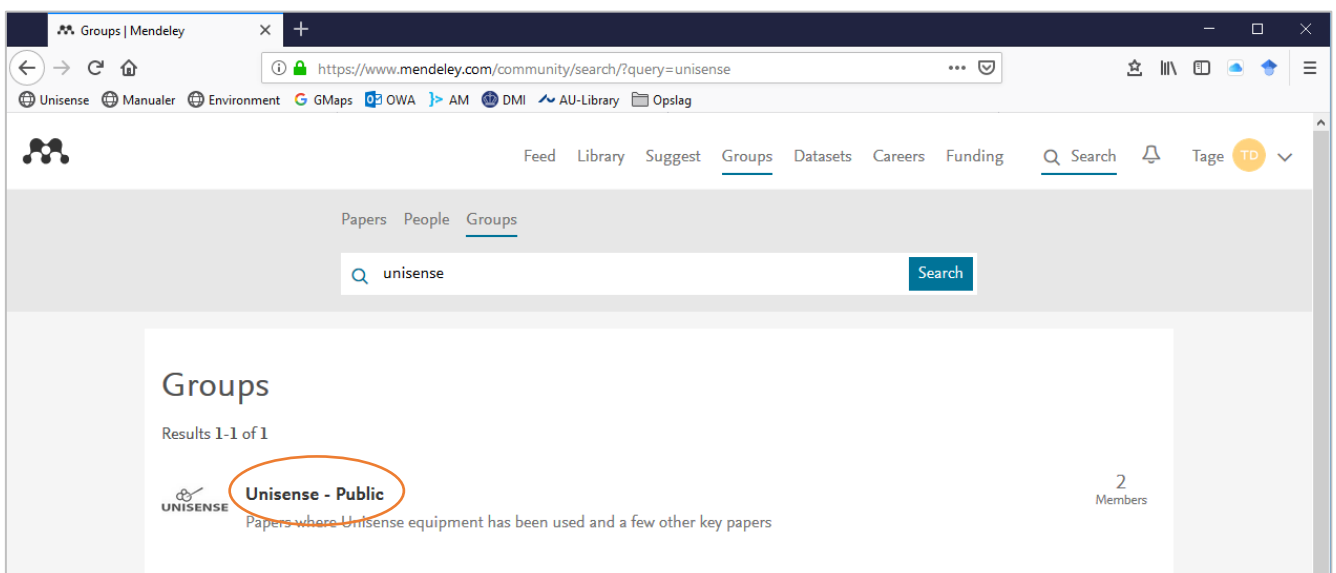 Groups | Mendeley
https://www.mendeley.com/community/search/?query=unisense
Unisense Manualer Environment GMaps OWA AM DMI AU-Library Opslag
Feed Library Suggest Groups Datasets Careers Funding Search Tage TD
Papers People Groups
unisense Search
Groups
Results 1-1 of 1
UNISENSE
Unisense - Public
2
Members
Papers where Unisense equipment has been used and a few other key papers